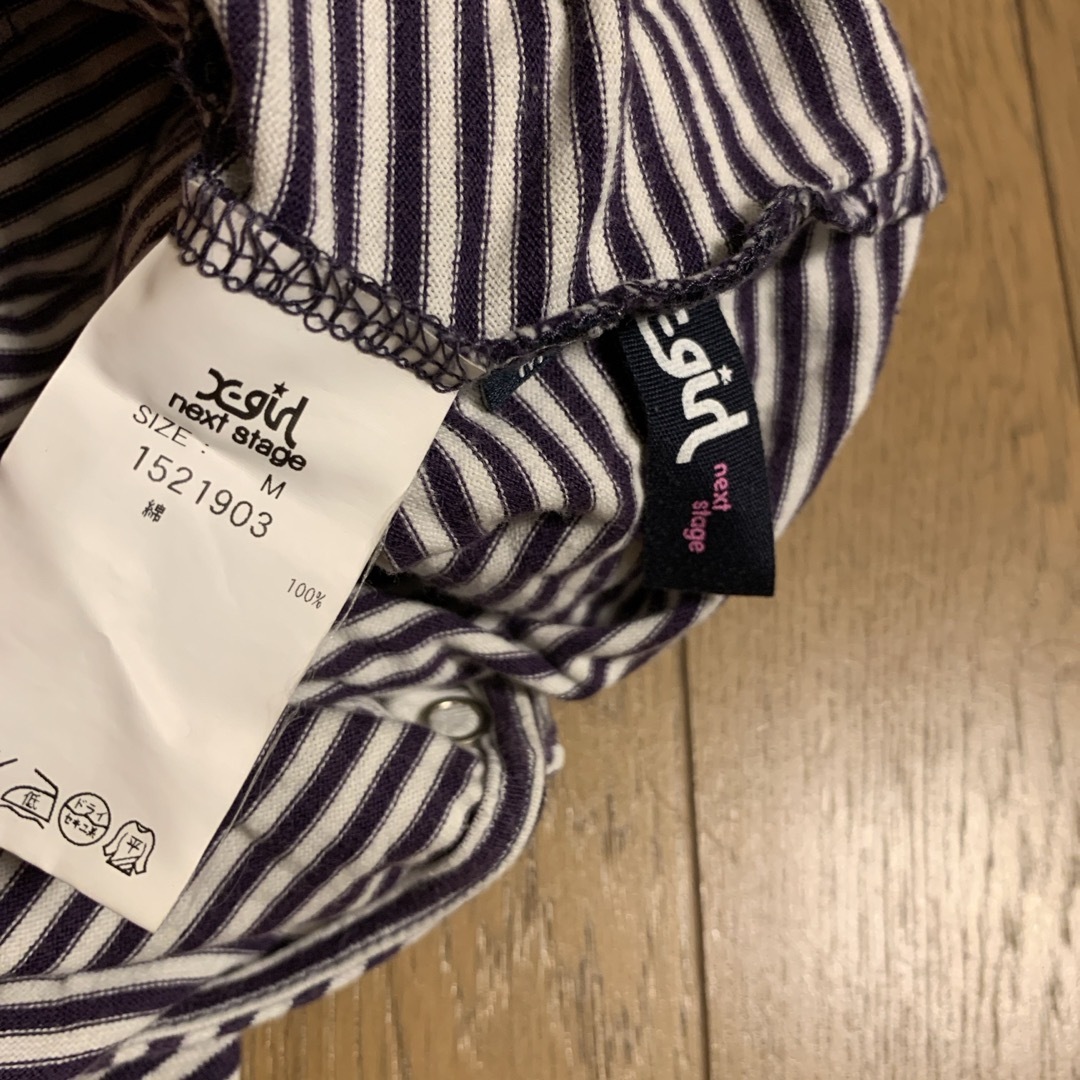 X-girl
next stage
SIZE : M
1521903
綿
100%
低
ドライ
セキユ系
平
X-girl
next
stage